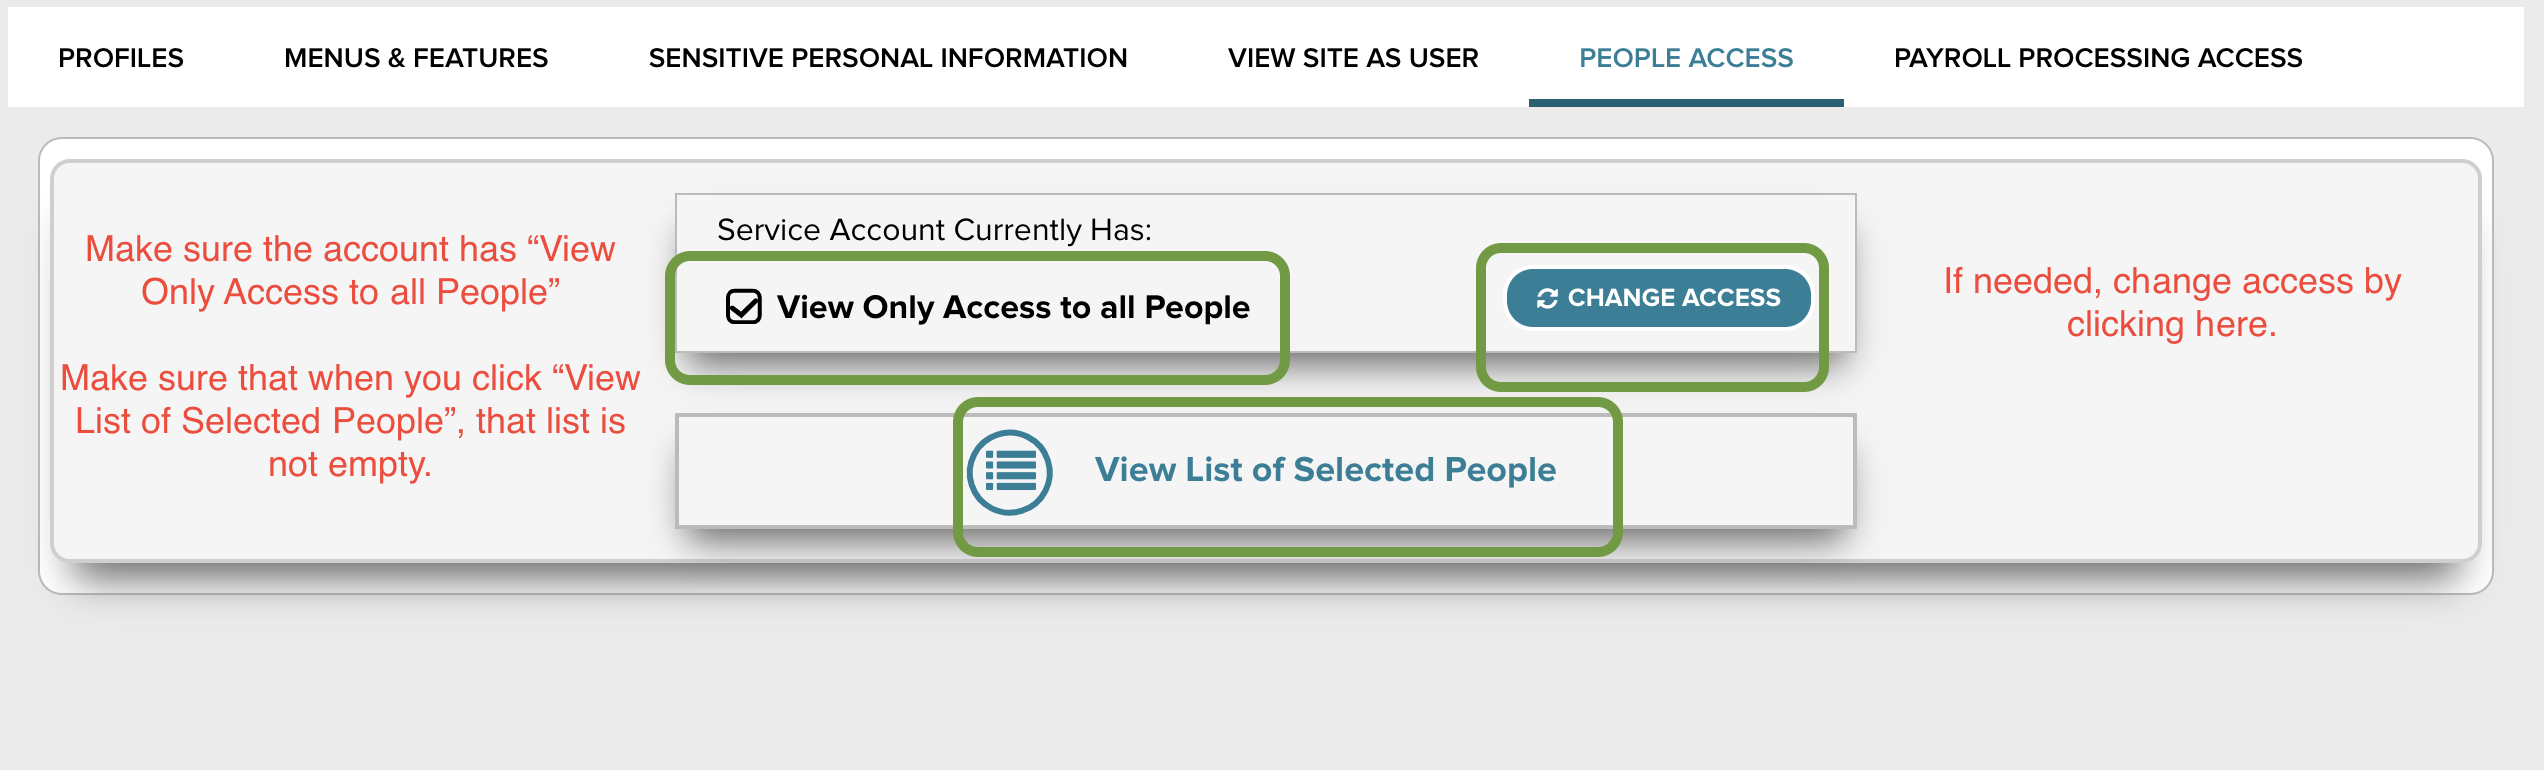 PROFILES MENUS & FEATURES SENSITIVE PERSONAL INFORMATION VIEW SITE AS USER PEOPLE ACCESS PAYROLL PROCESSING ACCESS
Make sure the account has “View
Only Access to all People”
Make sure that when you click “View
List of Selected People”, that list is
not empty.
Service Account Currently Has:
View Only Access to all People
CHANGE ACCESS
View List of Selected People
If needed, change access by
clicking here.